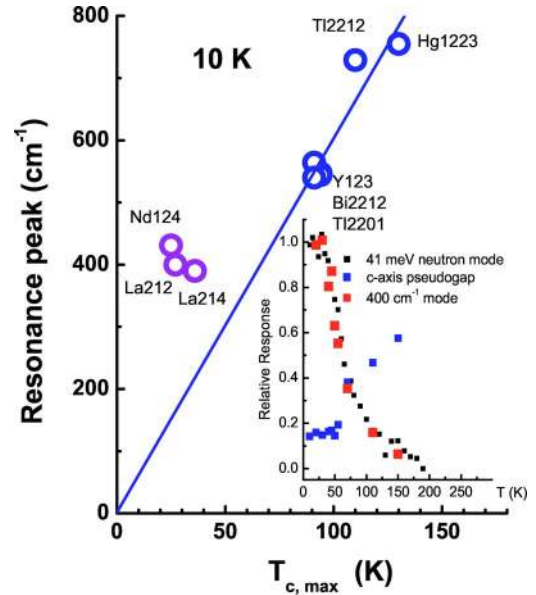 800
600
400
200
0
Resonance peak (cm⁻¹)
10 K
Tl2212
Hg1223
Y123
Bi2212
Tl2201
Nd124
La212
La214
0
50
100
150
T c, max (K)
1.0
0.8
0.6
0.4
0.2
0.0
Relative Response
41 meV neutron mode
c-axis pseudogap
400 cm⁻¹ mode
0 50 100 150 200 250 T (K)